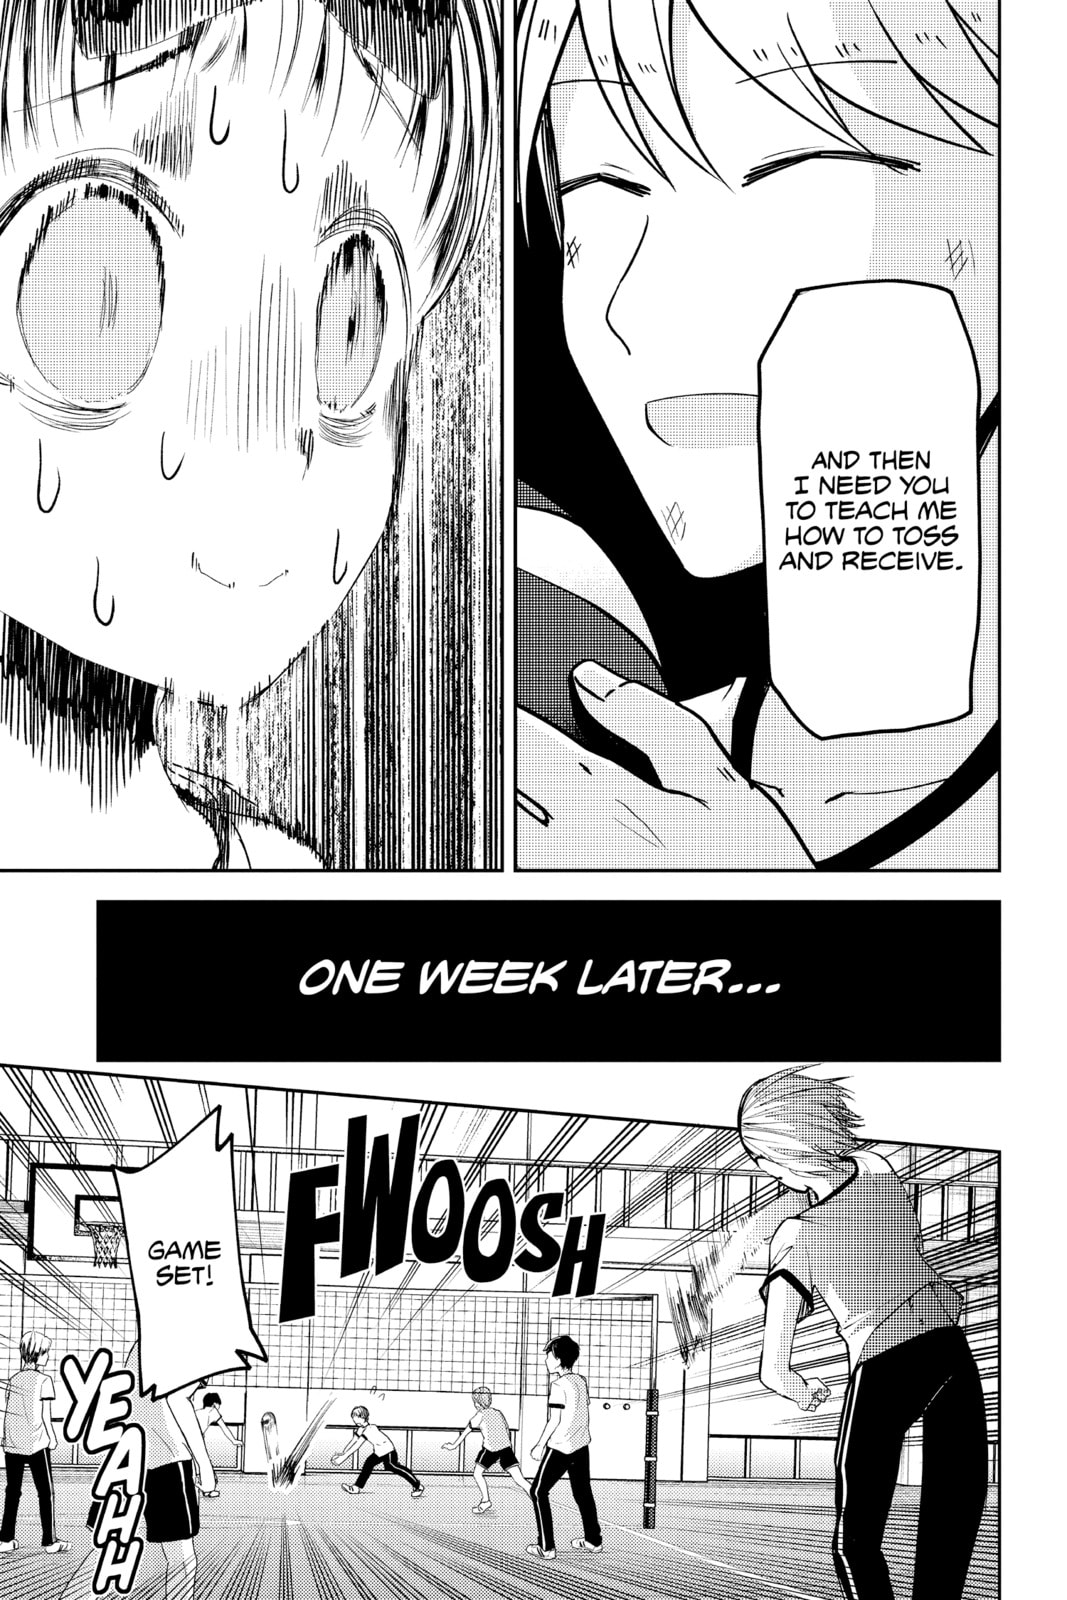 AND THEN
I NEED YOU
TO TEACH ME
HOW TO TOSS
AND RECEIVE.
ONE WEEK LATER...
FWOOSH
GAME
SET!
YEAHH